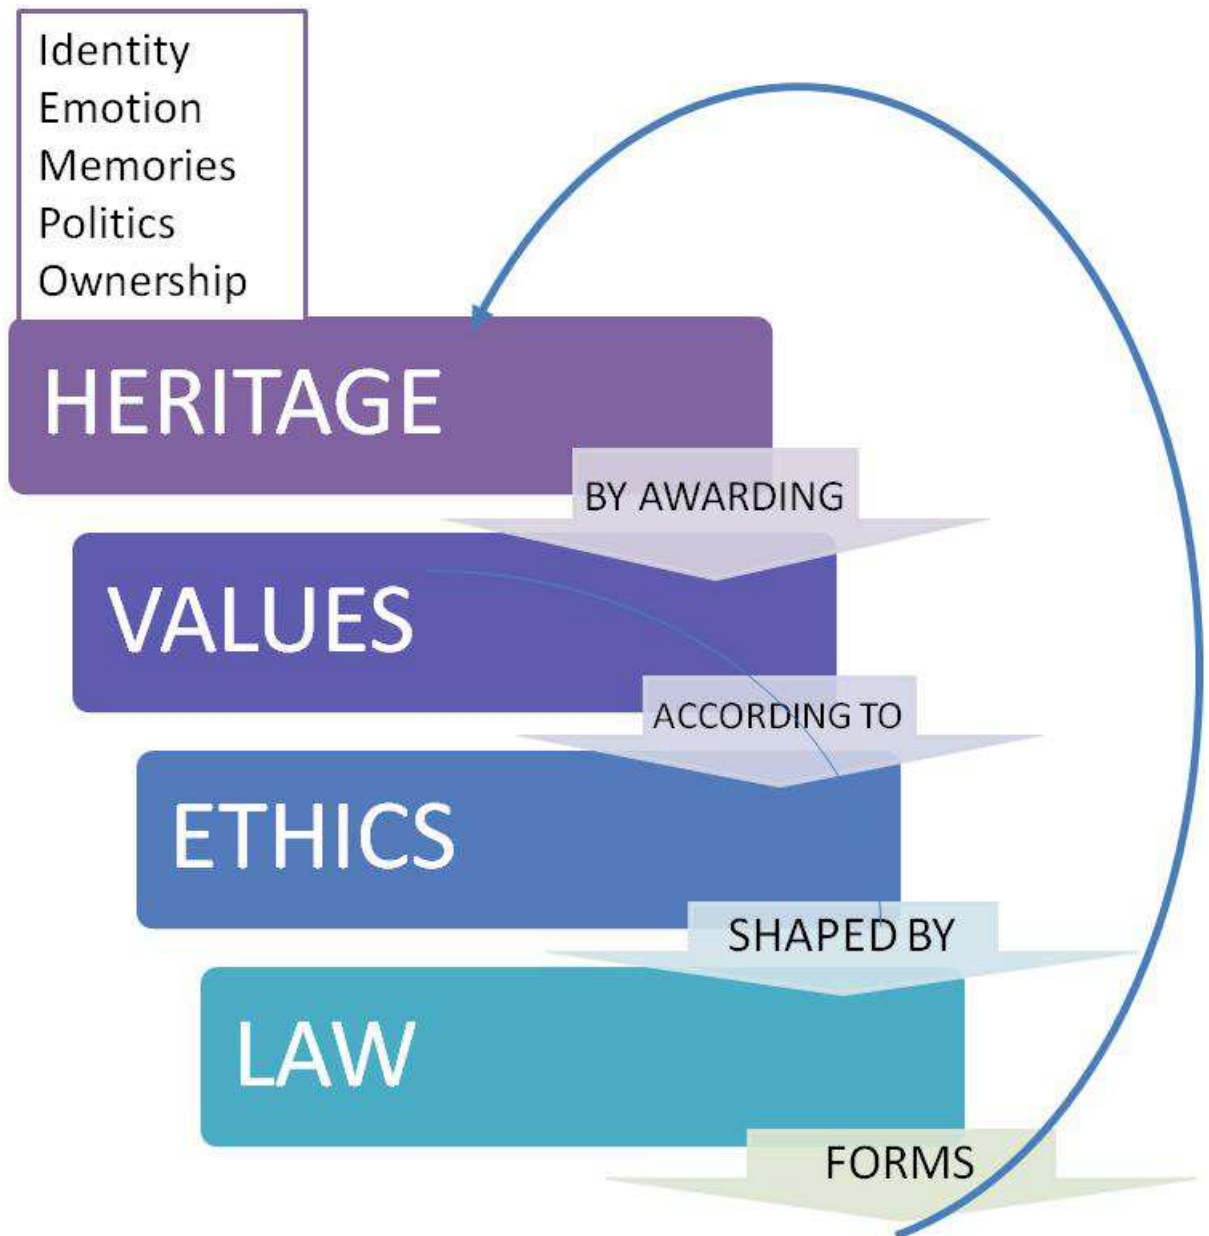 Identity
Emotion
Memories
Politics
Ownership
HERITAGE
BY AWARDING
VALUES
ACCORDING TO
ETHICS
SHAPED BY
LAW
FORMS